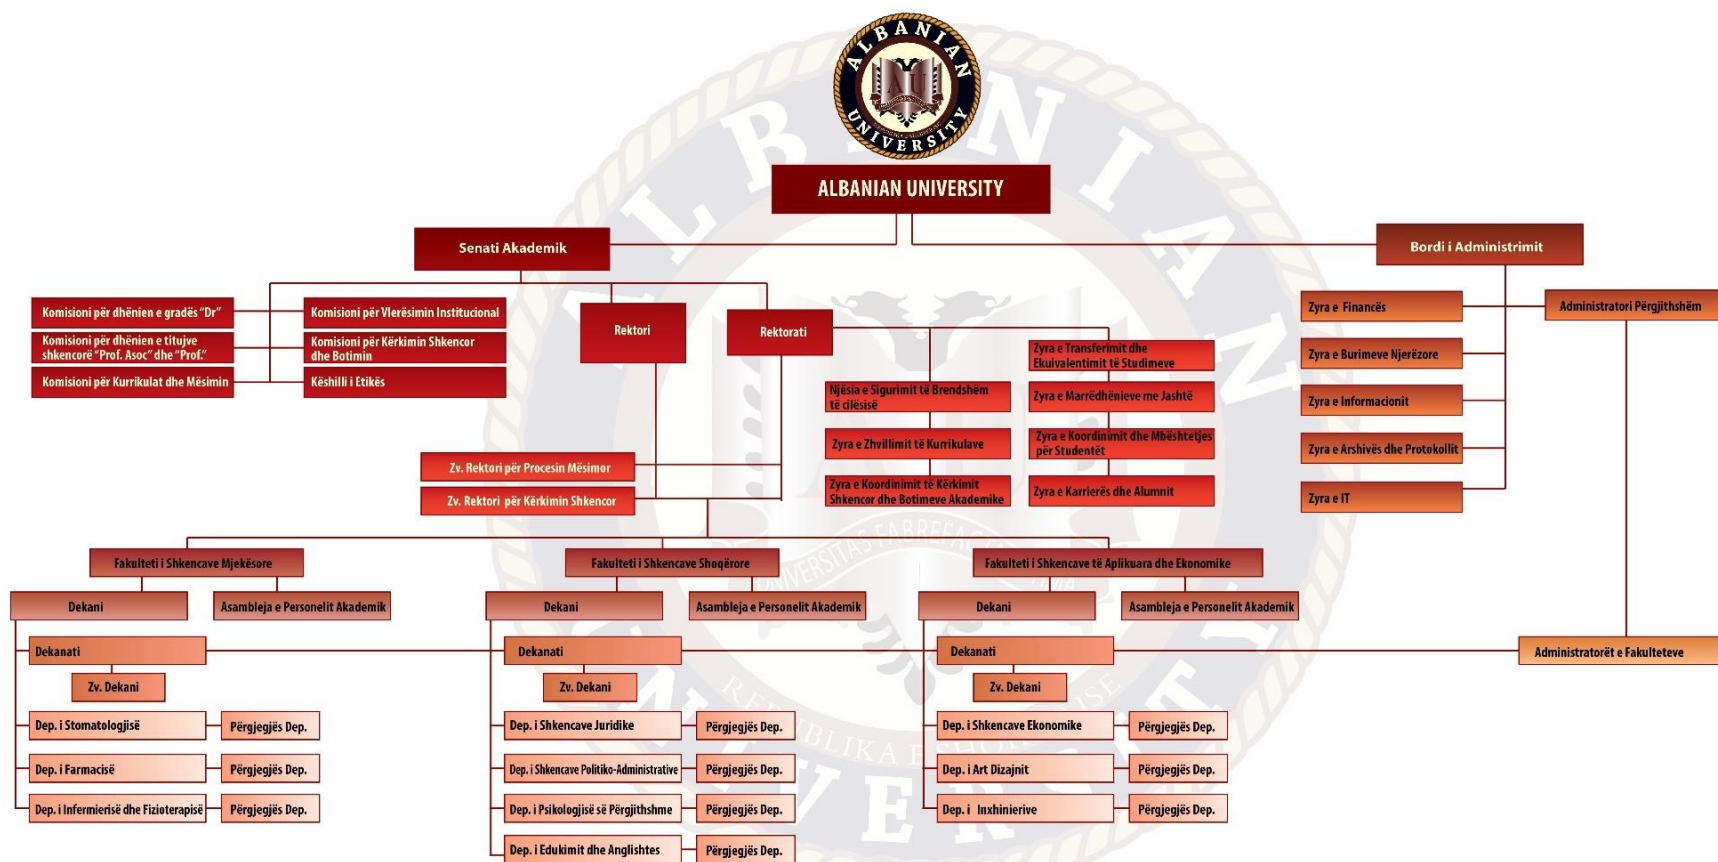 ALBANIAN
UNIVERSITY
AU
ALBANIAN UNIVERSITY
Senati Akademik
Bordi i Administrimit
Komisioni për dhënien e gradës “Dr”
Komisioni për dhënien e titujve
shkencorë “Prof. Asoc” dhe “Prof.”
Komisioni për Kurrikulat dhe Mësimin
Komisioni për Vlerësimin Institucional
Komisioni për Kërkimin Shkencor
dhe Botimin
Këshilli i Etikës
Rektori
Rektorati
Njësia e Sigurimit të Brendshëm
të cilësisë
Zyra e Zhvillimit të Kurrikulave
Zyra e Koordinimit të Kërkimit
Shkencor dhe Botimeve Akademike
Zyra e Transferimit dhe
Ekuivalentimit të Studimeve
Zyra e Marrëdhënieve me Jashtë
Zyra e Koordinimit dhe Mbështetjes
për Studentët
Zyra e Karrierës dhe Alumnit
Zyra e Financës
Zyra e Burimeve Njerëzore
Zyra e Informacionit
Zyra e Arshivës dhe Protokollit
Zyra e IT
Administratori Përgjithshëm
Zv. Rektori për Procesin Mësimor
Zv. Rektori për Kërkimin Shkencor
Fakulteti i Shkencave Mjekësore
Dekani
Asambleja e Personelit Akademik
Dekanati
Zv. Dekani
Dep. i Stomatologjisë
Përgjegjës Dep.
Dep. i Farmacisë
Përgjegjës Dep.
Dep. i Infermierisë dhe Fizioterapisë
Përgjegjës Dep.
Fakulteti i Shkencave Shoqërore
Dekani
Asambleja e Personelit Akademik
Dekanati
Zv. Dekani
Dep. i Shkencave Juridike
Përgjegjës Dep.
Dep. i Shkencave Politiko-Administrative
Përgjegjës Dep.
Dep. i Psikologjisë së Përgjithshme
Përgjegjës Dep.
Dep. i Edukimit dhe Anglishtes
Përgjegjës Dep.
Fakulteti i Shkencave të Aplikuara dhe Ekonomike
Dekani
Asambleja e Personelit Akademik
Dekanati
Zv. Dekani
Dep. i Shkencave Ekonomike
Përgjegjës Dep.
Dep. i Art Dizajnit
Përgjegjës Dep.
Dep. i Inxhinierive
Përgjegjës Dep.
Administratorët e Fakulteteve